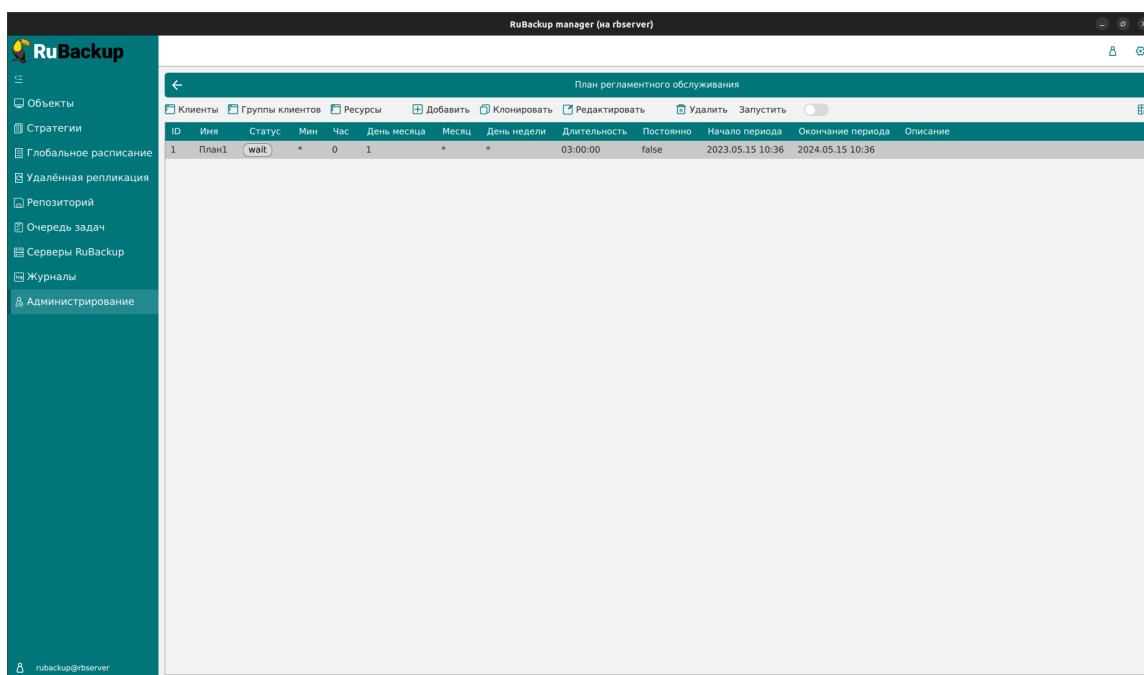 RuBackup manager (на rbserver)
RuBackup
План регламентного обслуживания
Объекты
Стратегии
Глобальное расписание
Удалённая репликация
Репозиторий
Очередь задач
Серверы RuBackup
Журналы
Администрирование
Клиенты Группы клиентов Ресурсы Добавить Клонировать Редактировать Удалить Запустить
ID Имя Статус Мин Час День месяца Месяц День недели Длительность Постоянно Начало периода Окончание периода Описание
1 План1 wait * 0 1 * * 03:00:00 false 2023.05.15 10:36 2024.05.15 10:36
rubackup@rbserver